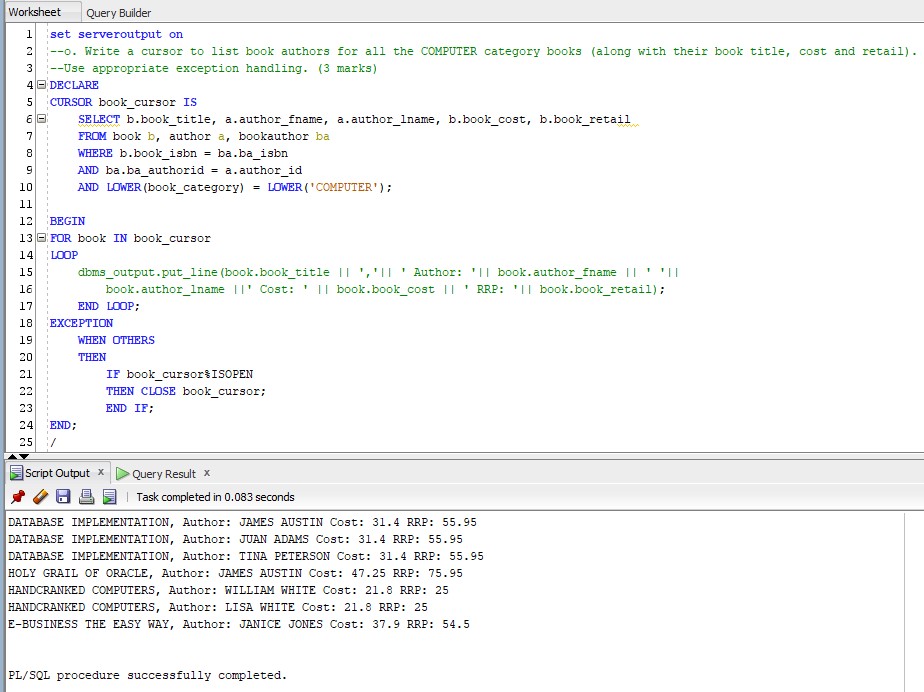 Worksheet Query Builder
1 set serveroutput on
2 --o. Write a cursor to list book authors for all the COMPUTER category books (along with their book title, cost and retail).
3 --Use appropriate exception handling. (3 marks)
4 DECLARE
5 CURSOR book_cursor IS
6 SELECT b.book_title, a.author_fname, a.author_lname, b.book_cost, b.book_retail
7 FROM book b, author a, bookauthor ba
8 WHERE b.book_isbn = ba.ba_isbn
9 AND ba.ba_authorid = a.author_id
10 AND LOWER(book_category) = LOWER('COMPUTER');
11
12 BEGIN
13 FOR book IN book_cursor
14 LOOP
15 dbms_output.put_line(book.book_title || ','|| ' Author: '|| book.author_fname || ' '||
16 book.author_lname ||' Cost: ' || book.book_cost || ' RRP: '|| book.book_retail);
17 END LOOP;
18 EXCEPTION
19 WHEN OTHERS
20 THEN
21 IF book_cursor%ISOPEN
22 THEN CLOSE book_cursor;
23 END IF;
24 END;
25 /
Script Output x Query Result x
Task completed in 0.083 seconds
DATABASE IMPLEMENTATION, Author: JAMES AUSTIN Cost: 31.4 RRP: 55.95
DATABASE IMPLEMENTATION, Author: JUAN ADAMS Cost: 31.4 RRP: 55.95
DATABASE IMPLEMENTATION, Author: TINA PETERSON Cost: 31.4 RRP: 55.95
HOLY GRAIL OF ORACLE, Author: JAMES AUSTIN Cost: 47.25 RRP: 75.95
HANDCRANKED COMPUTERS, Author: WILLIAM WHITE Cost: 21.8 RRP: 25
HANDCRANKED COMPUTERS, Author: LISA WHITE Cost: 21.8 RRP: 25
E-BUSINESS THE EASY WAY, Author: JANICE JONES Cost: 37.9 RRP: 54.5
PL/SQL procedure successfully completed.